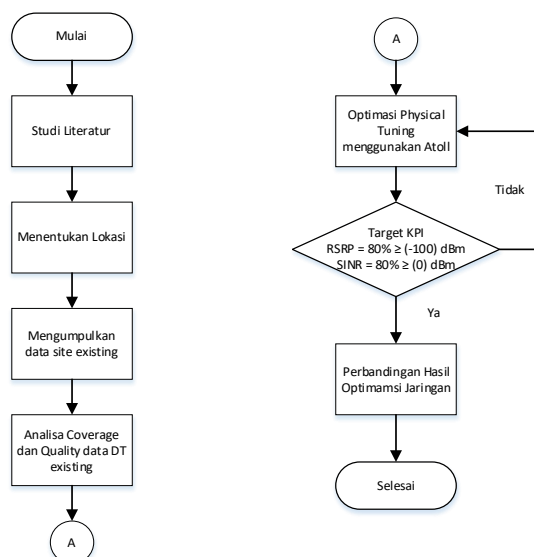 Mulai
Studi Literatur
Menentukan Lokasi
Mengumpulkan
data site existing
Analisa Coverage
dan Quality data DT
existing
A
A
Optimasi Physical
Tuning
menggunakan Atoll
Tidak
Target KPI
RSRP = 80% ≥ (-100) dBm
SINR = 80% ≥ (0) dBm
Ya
Perbandingan Hasil
Optimamsi Jaringan
Selesai